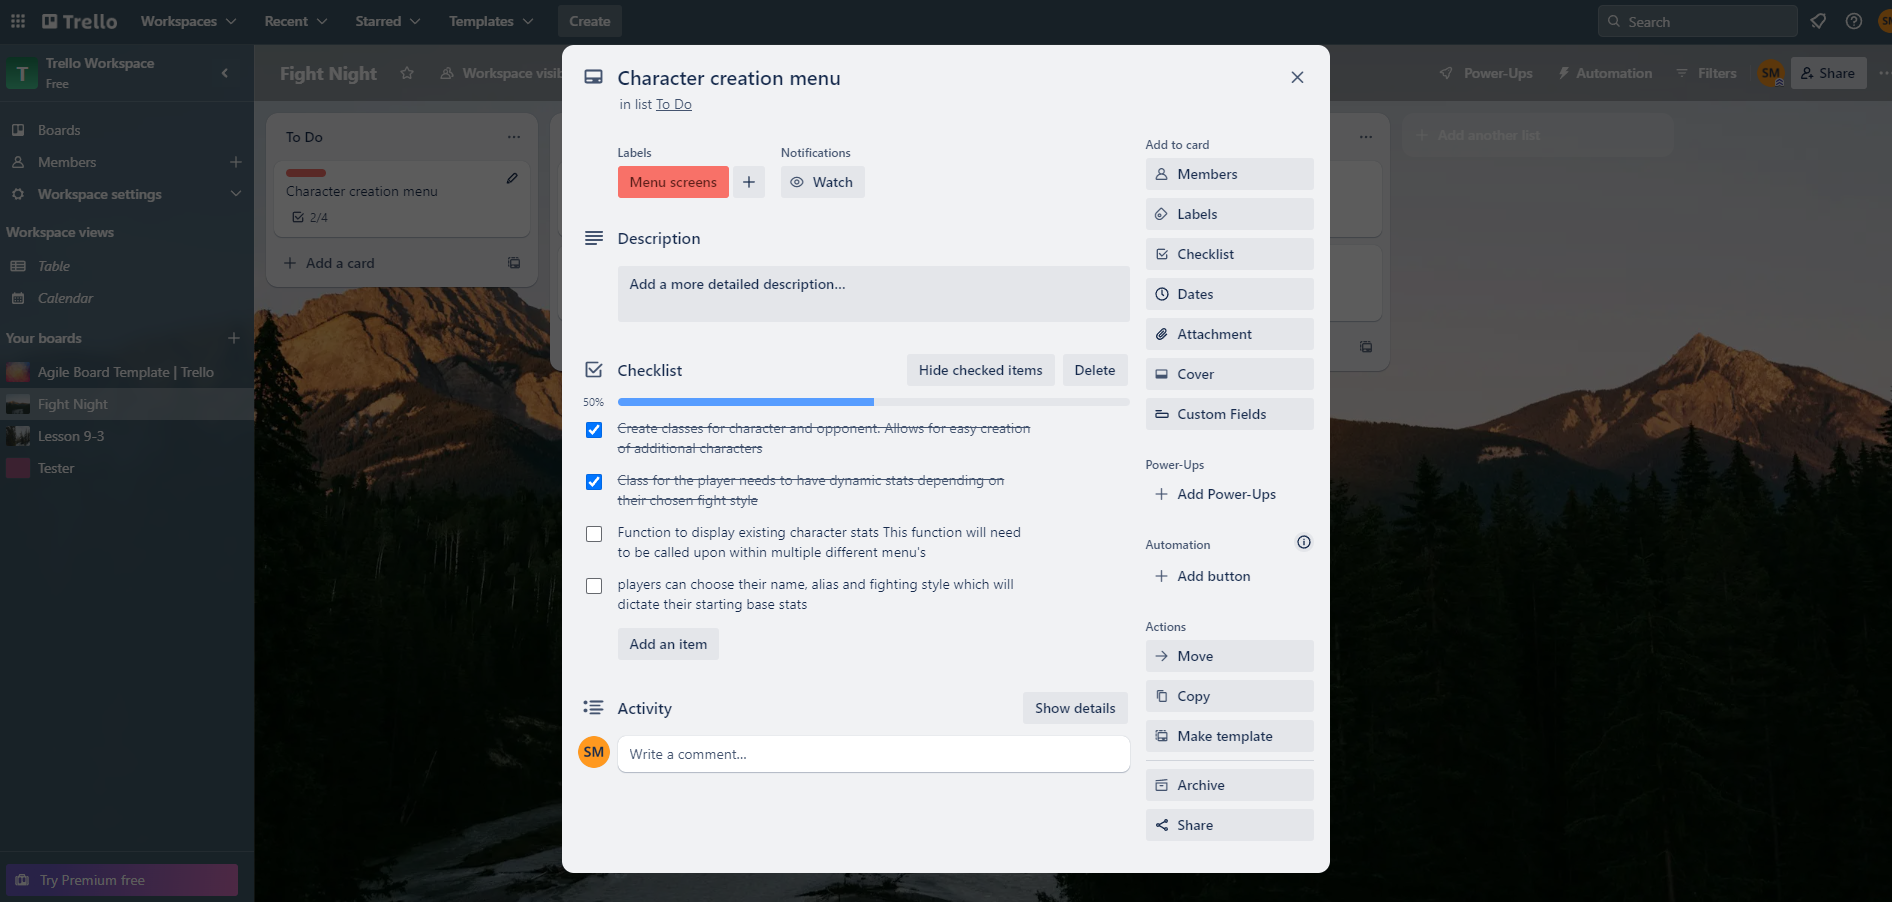 Trello
Workspaces
Recent
Starred
Templates
Create
Search
SM
T
Trello Workspace
Free
Boards
Members
Workspace settings
Workspace views
Table
Calendar
Your boards
Agile Board Template | Trello
Fight Night
Lesson 9-3
Tester
Try Premium free
Fight Night
Workspace visib
Power-Ups
Automation
Filters
SM
Share
To Do
Character creation menu
2/4
Add a card
Add another list
Character creation menu
in list To Do
Labels
Menu screens
Notifications
Watch
Description
Add a more detailed description...
Checklist
Hide checked items
Delete
50%
Create classes for character and opponent. Allows for easy creation
of additional characters
Class for the player needs to have dynamic stats depending on
their chosen fight style
Function to display existing character stats This function will need
to be called upon within multiple different menu's
players can choose their name, alias and fighting style which will
dictate their starting base stats
Add an item
Activity
Show details
SM
Write a comment...
Add to card
Members
Labels
Checklist
Dates
Attachment
Cover
Custom Fields
Power-Ups
Add Power-Ups
Automation
Add button
Actions
Move
Copy
Make template
Archive
Share